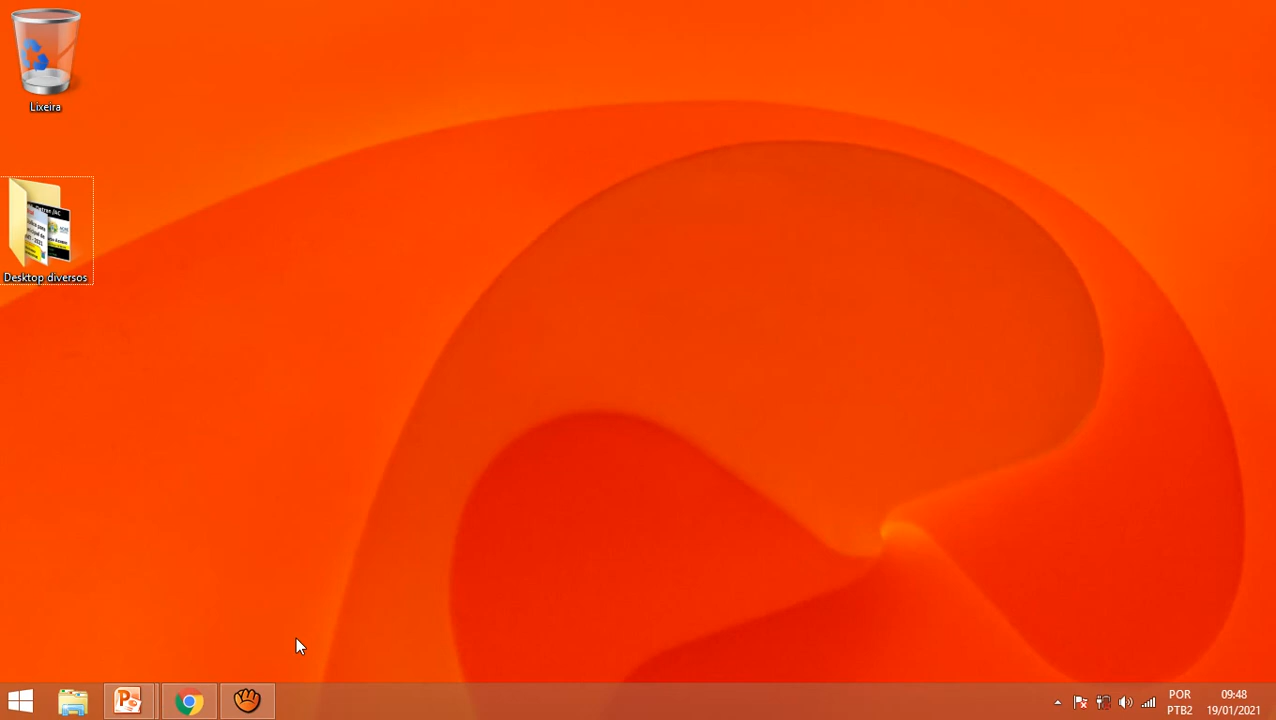 Lixeira
Desktop diversos
POR
PTB2
09:48
19/01/2021